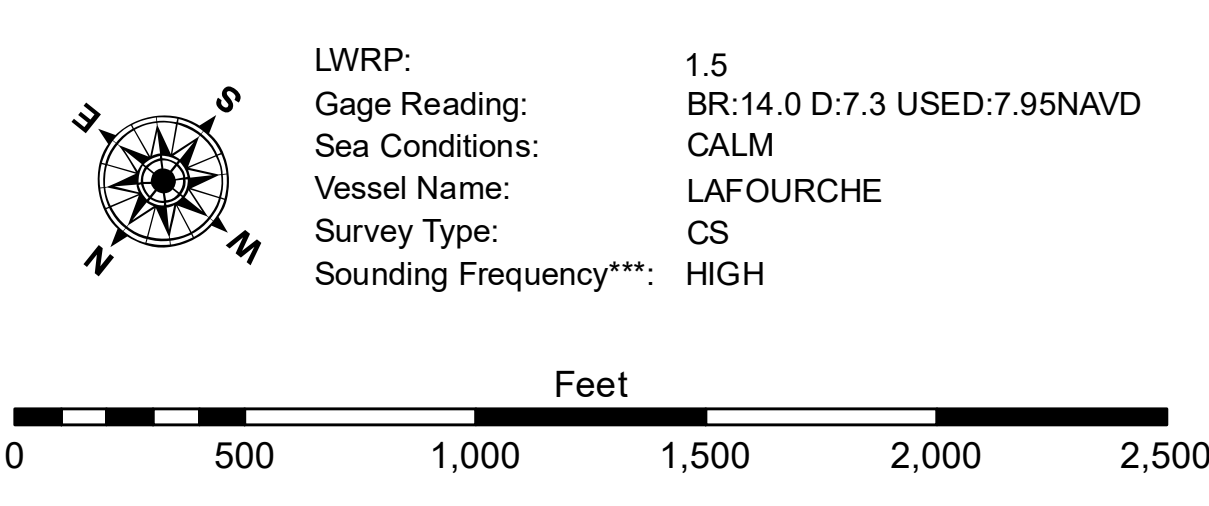 S
E
W
N
LWRP: 1.5
Gage Reading: BR:14.0 D:7.3 USED:7.95NAVD
Sea Conditions: CALM
Vessel Name: LAFOURCHE
Survey Type: CS
Sounding Frequency***: HIGH
Feet
0 500 1,000 1,500 2,000 2,500